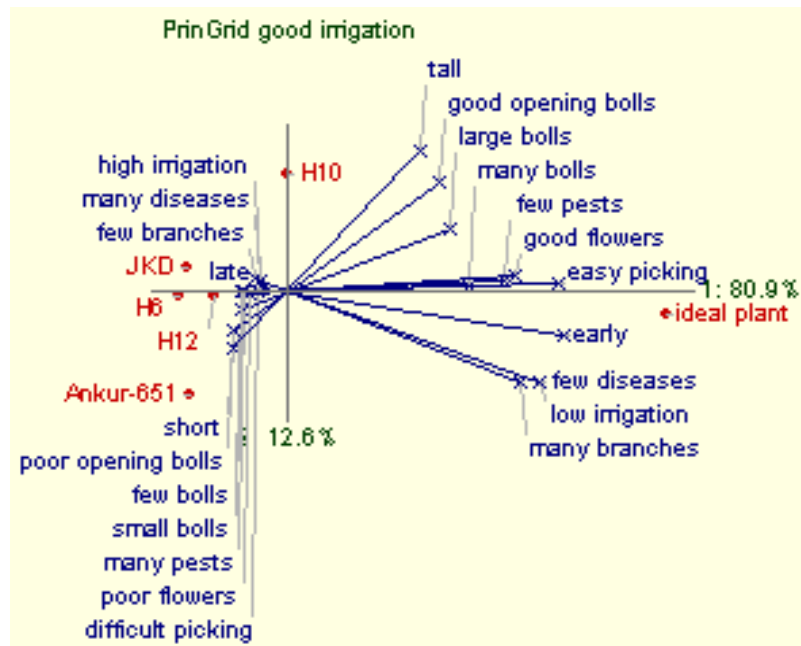 PrinGrid good irrigation
tall
good opening bolls
large bolls
high irrigation
many bolls
H10
many diseases
few pests
few branches
good flowers
JKD
late
easy picking
1: 80.9%
H6
ideal plant
H12
early
Ankur-651
few diseases
low irrigation
short
12.6%
many branches
poor opening bolls
few bolls
small bolls
many pests
poor flowers
difficult picking